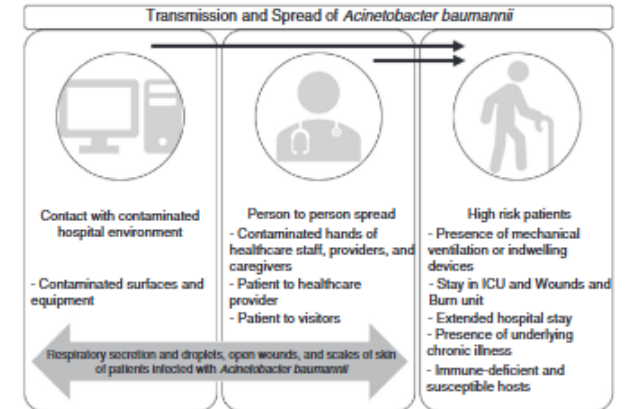 Transmission and Spread of Acinetobacter baumannii
Contact with contaminated
hospital environment
- Contaminated surfaces and
equipment
Person to person spread
- Contaminated hands of
healthcare staff, providers, and
caregivers
- Patient to healthcare
provider
- Patient to visitors
High risk patients
- Presence of mechanical
ventilation or indwelling
devices
- Stay in ICU and Wounds and
Burn unit
- Extended hospital stay
- Presence of underlying
chronic illness
- Immune-deficient and
susceptible hosts
Respiratory secretion and droplets, open wounds, and scales of skin
of patients infected with Acinetobacter baumannii